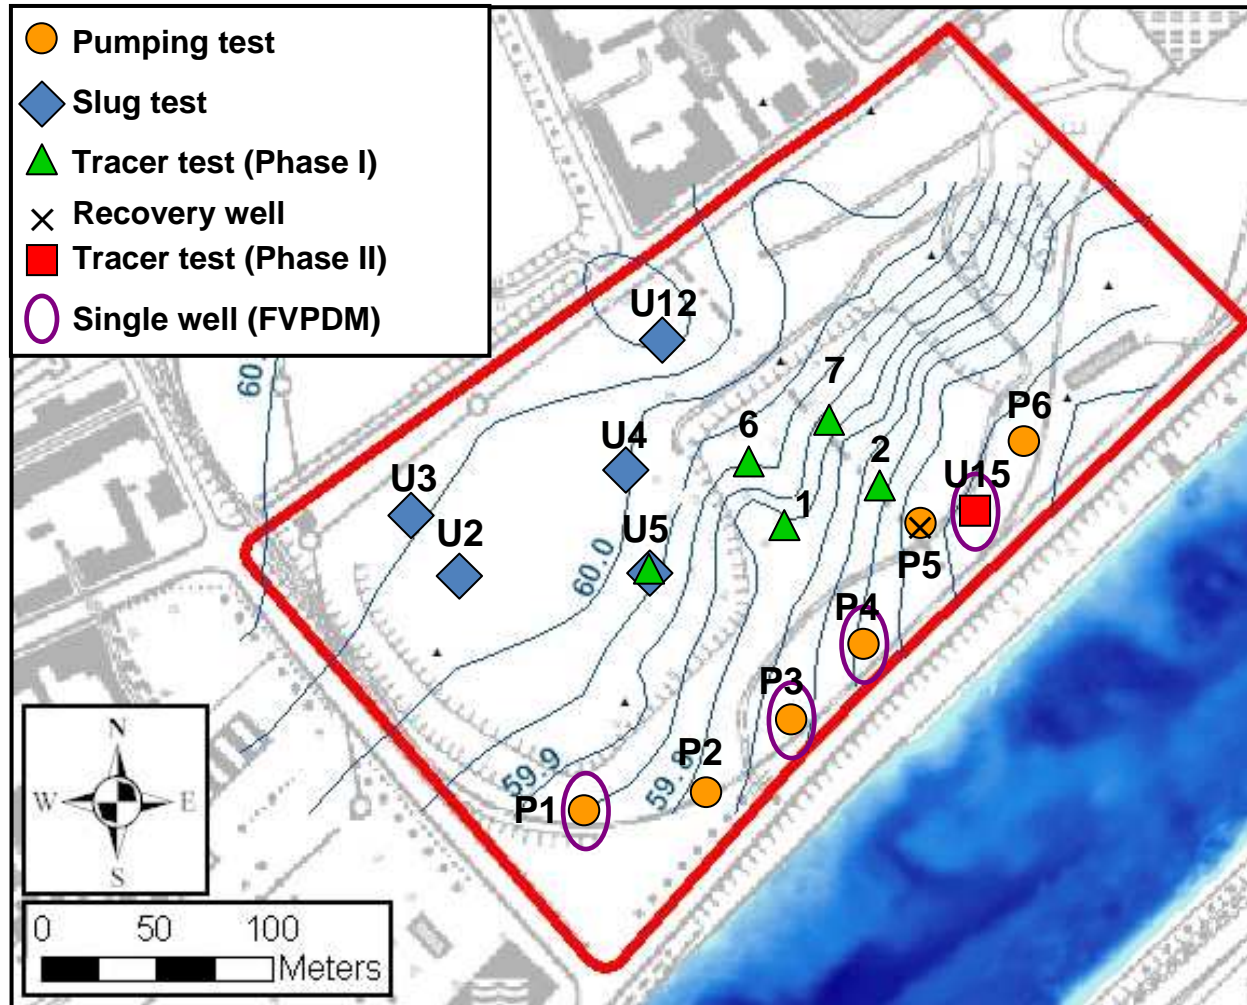 Pumping test
Slug test
Tracer test (Phase I)
Recovery well
Tracer test (Phase II)
Single well (FVPDM)
U12
60.
7
P6
6
U4
2
U15
U3
1
U5
U2
P5
60.0
P4
P3
P2
59.9
59.8
P1
N
W
E
S
0 50 100
Meters